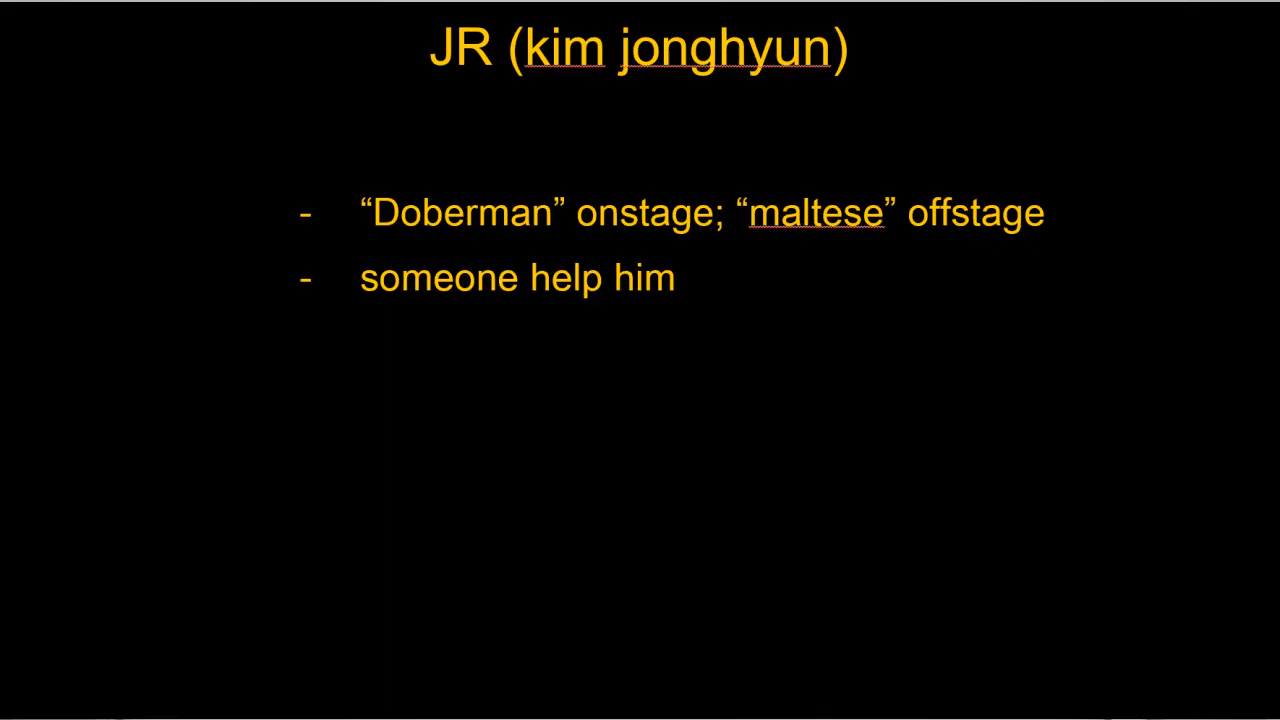 JR (kim jonghyun)
- “Doberman” onstage; “maltese” offstage
- someone help him